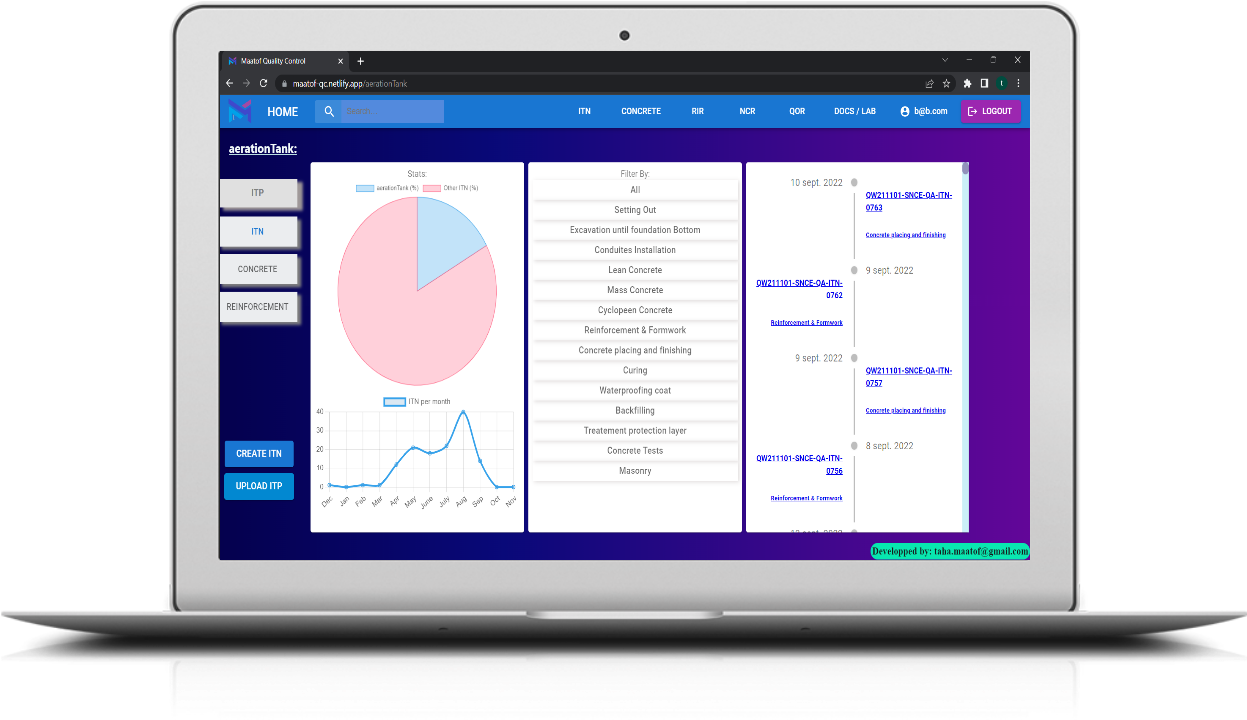 Maatof Quality Control
maatof-qc.netlify.app/aerationTank
t
HOME
Search
ITN
CONCRETE
RIR
NCR
QOR
DOCS / LAB
b@b.com
LOGOUT
aerationTank:
ITP
ITN
CONCRETE
REINFORCEMENT
CREATE ITN
UPLOAD ITP
Stats:
aerationTank (%)
Other ITN (%)
ITN per month
40
30
20
10
0
Dec
Jan
Feb
Mar
Apr
May
June
July
Aug
Sep
Oct
Nov
Filter By:
All
Setting Out
Excavation until foundation Bottom
Conduites Installation
Lean Concrete
Mass Concrete
Cyclopeen Concrete
Reinforcement & Formwork
Concrete placing and finishing
Curing
Waterproofing coat
Backfilling
Treatement protection layer
Concrete Tests
Masonry
10 sept. 2022
QW211101-SNCE-QA-ITN-
0763
Concrete placing and finishing
9 sept. 2022
QW211101-SNCE-QA-ITN-
0762
Reinforcement & Formwork
9 sept. 2022
QW211101-SNCE-QA-ITN-
0757
Concrete placing and finishing
8 sept. 2022
QW211101-SNCE-QA-ITN-
0756
Reinforcement & Formwork
Developped by: taha.maatof@gmail.com